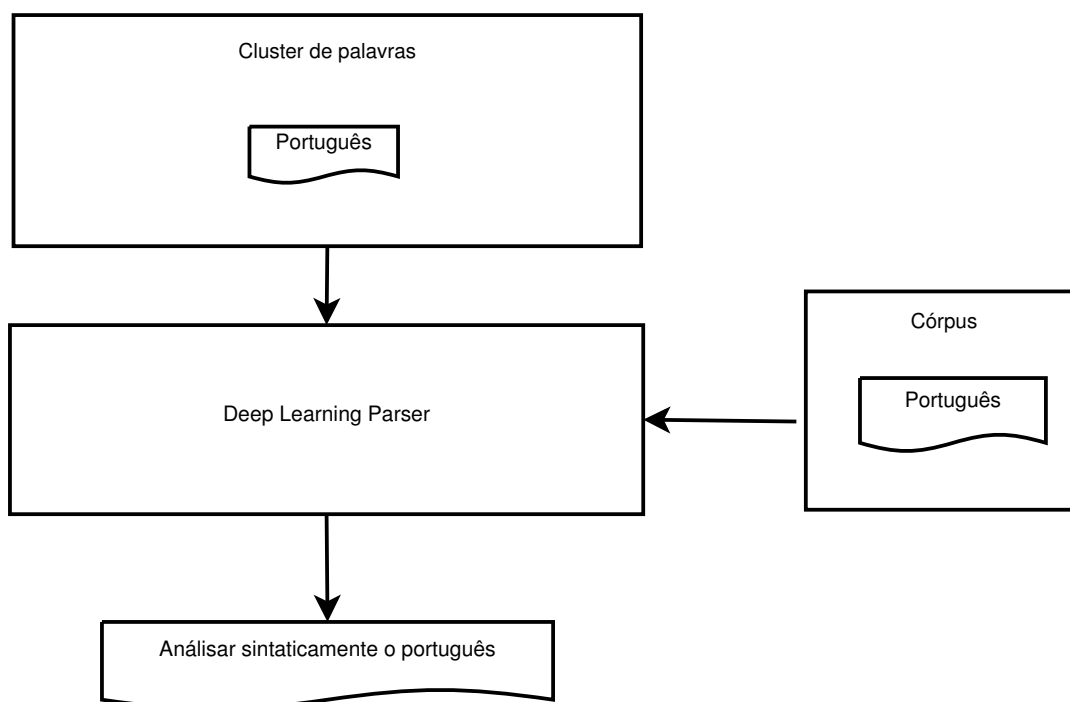 Cluster de palavras
Português
Córpus
Português
Deep Learning Parser
Análisar sintaticamente o português